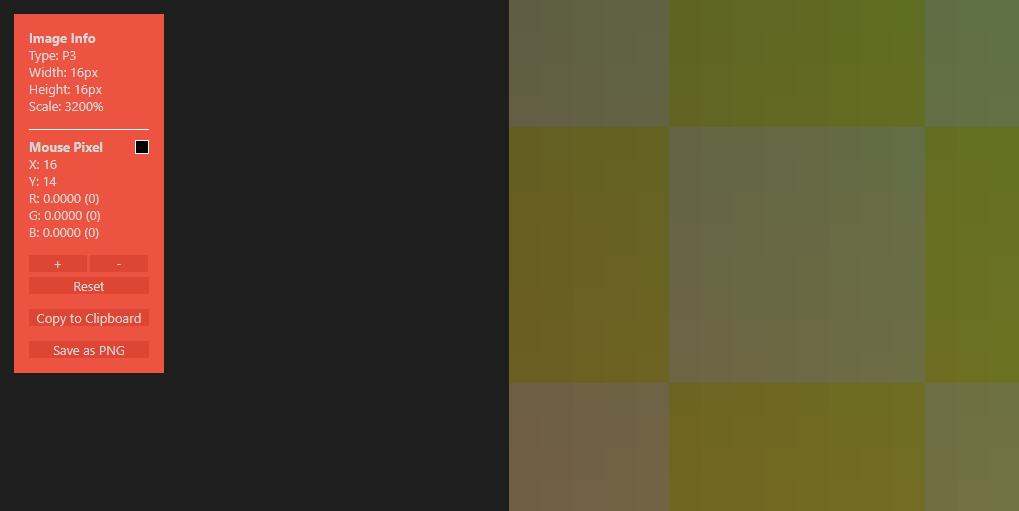 Image Info
Type: P3
Width: 16px
Height: 16px
Scale: 3200%
Mouse Pixel
X: 16
Y: 14
R: 0.0000 (0)
G: 0.0000 (0)
B: 0.0000 (0)
+ -
Reset
Copy to Clipboard
Save as PNG